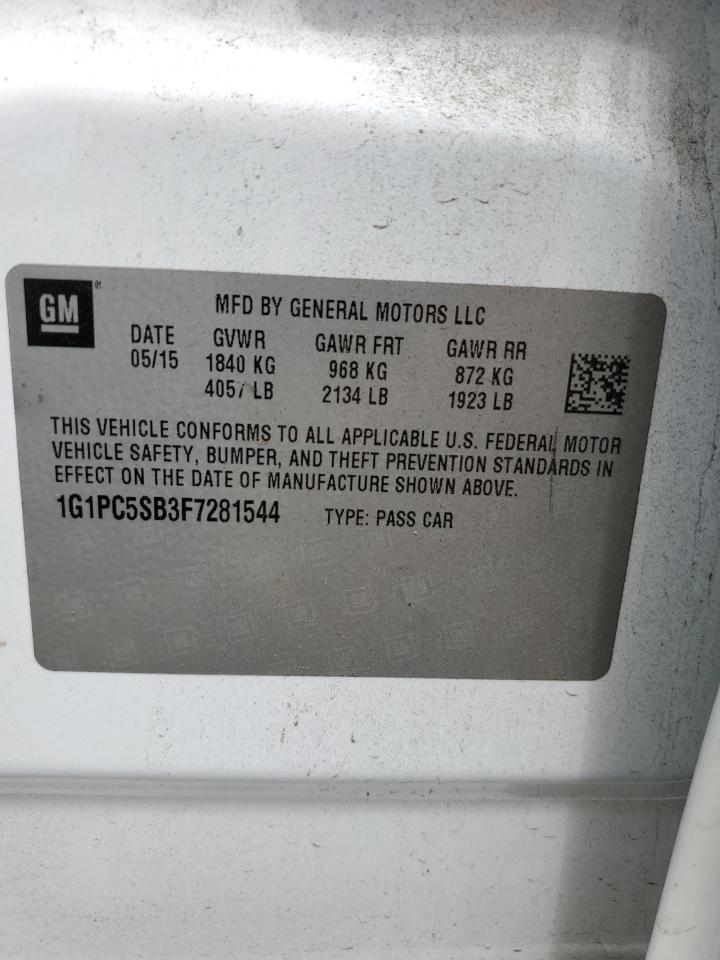 GM®
MFD BY GENERAL MOTORS LLC
DATE GVWR GAWR FRT GAWR RR
05/15 1840 KG 968 KG 872 KG
4057 LB 2134 LB 1923 LB
THIS VEHICLE CONFORMS TO ALL APPLICABLE U.S. FEDERAL MOTOR
VEHICLE SAFETY, BUMPER, AND THEFT PREVENTION STANDARDS IN
EFFECT ON THE DATE OF MANUFACTURE SHOWN ABOVE.
1G1PC5SB3F7281544 TYPE: PASS CAR